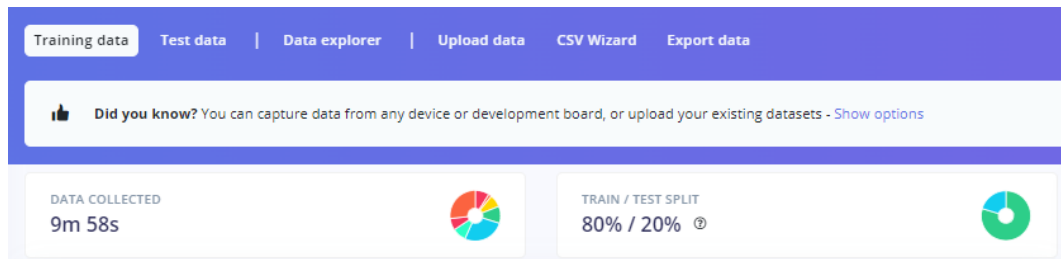 Training data Test data | Data explorer | Upload data CSV Wizard Export data
Did you know? You can capture data from any device or development board, or upload your existing datasets - Show options
DATA COLLECTED
9m 58s
TRAIN / TEST SPLIT
80% / 20% ?